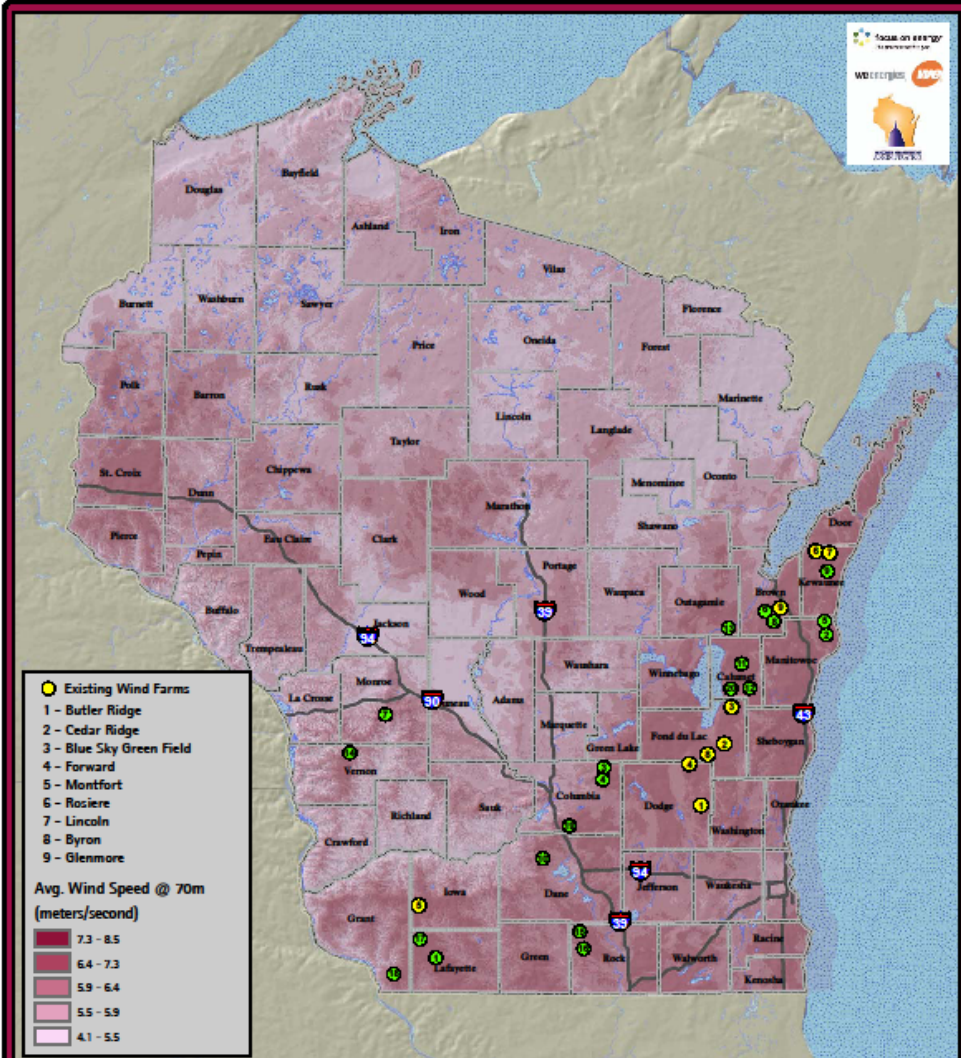 focus on energy
we energies
Douglas
Bayfield
Ashland
Iron
Vilas
Burnett
Washburn
Sawyer
Price
Oneida
Florence
Forest
Marinette
Polk
Barron
Rusk
Lincoln
Langlade
Taylor
St. Croix
Dunn
Chippewa
Menominee
Oconto
Pierce
Pepin
Eau Claire
Clark
Marathon
Shawano
Door
Kewaunee
Buffalo
Trempealeau
Jackson
Wood
Portage
Waupaca
Outagamie
Brown
94
39
La Crosse
Monroe
90
Juneau
Adams
Waushara
Winnebago
Calumet
Manitowoc
43
Marquette
Green Lake
Fond du Lac
Sheboygan
Vernon
Richland
Sauk
Columbia
Dodge
Washington
Ozaukee
Crawford
Grant
Iowa
Dane
94
Jefferson
Waukesha
39
Lafayette
Green
Rock
Walworth
Racine
Kenosha
Existing Wind Farms
1 - Butler Ridge
2 - Cedar Ridge
3 - Blue Sky Green Field
4 - Forward
5 - Montfort
6 - Rosiere
7 - Lincoln
8 - Byron
9 - Glenmore
Avg. Wind Speed @ 70m
(meters/second)
7.3 - 8.5
6.4 - 7.3
5.9 - 6.4
5.5 - 5.9
4.1 - 5.5